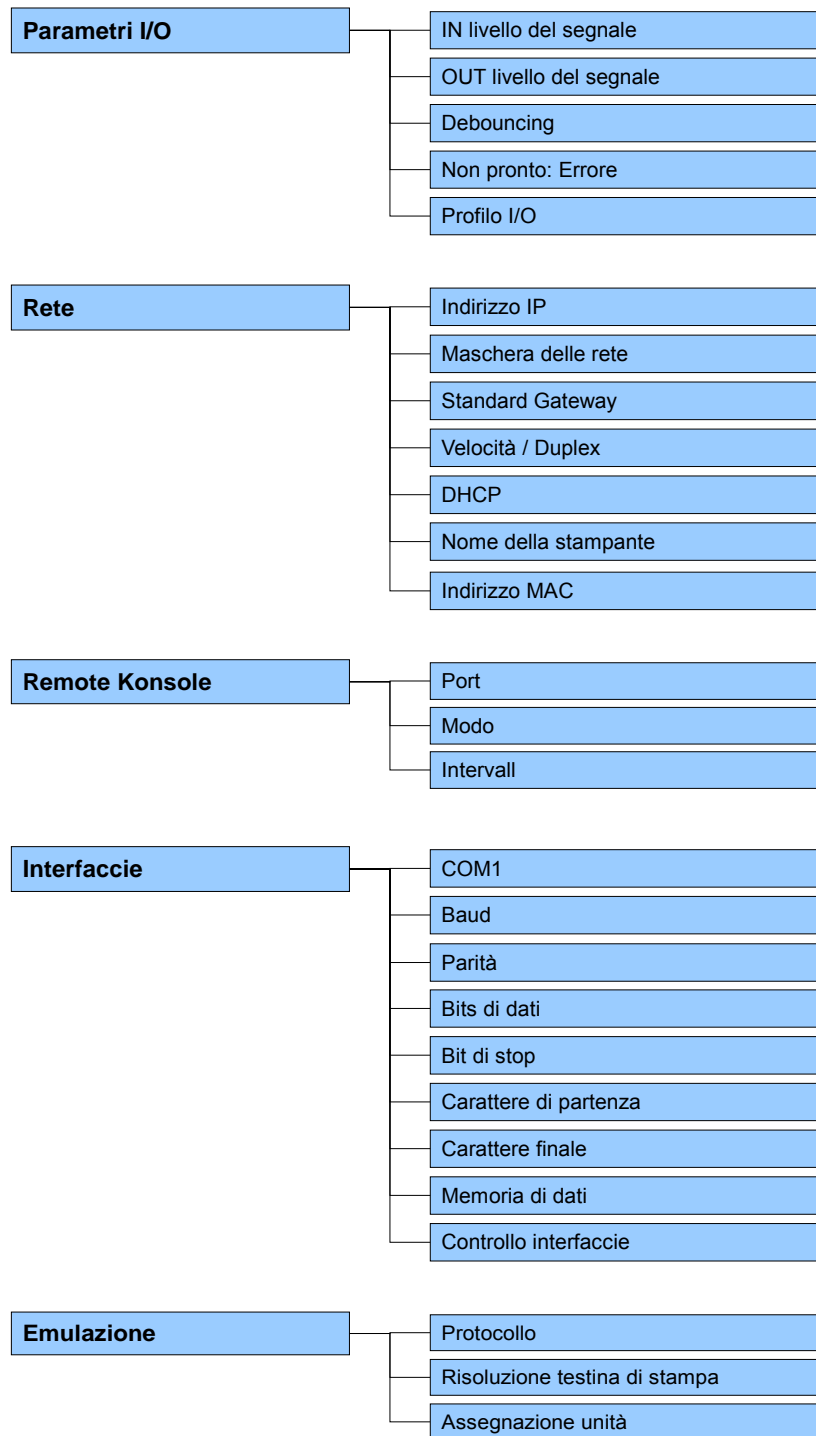 Parametri I/O
IN livello del segnale
OUT livello del segnale
Debouncing
Non pronto: Errore
Profilo I/O
Rete
Indirizzo IP
Maschera delle rete
Standard Gateway
Velocità / Duplex
DHCP
Nome della stampante
Indirizzo MAC
Remote Konsole
Port
Modo
Intervall
Interfaccie
COM1
Baud
Parità
Bits di dati
Bit di stop
Carattere di partenza
Carattere finale
Memoria di dati
Controllo interfaccie
Emulazione
Protocollo
Risoluzione testina di stampa
Assegnazione unità